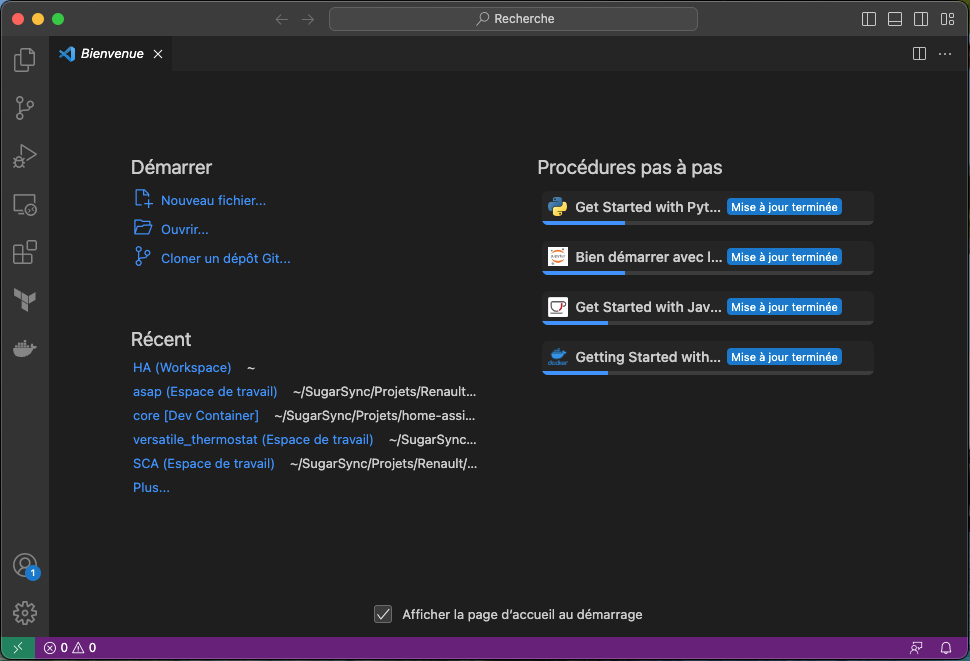 Recherche
Bienvenue
Démarrer
Nouveau fichier...
Ouvrir...
Cloner un dépôt Git...
Récent
HA (Workspace) ~
asap (Espace de travail) ~/SugarSync/Projets/Renault...
core [Dev Container] ~/SugarSync/Projets/home-assi...
versatile_thermostat (Espace de travail) ~/SugarSync...
SCA (Espace de travail) ~/SugarSync/Projets/Renault/...
Plus...
Procédures pas à pas
Get Started with Pyt... Mise à jour terminée
Bien démarrer avec l... Mise à jour terminée
Get Started with Jav... Mise à jour terminée
docker Getting Started with... Mise à jour terminée
1
Afficher la page d'accueil au démarrage
0 0